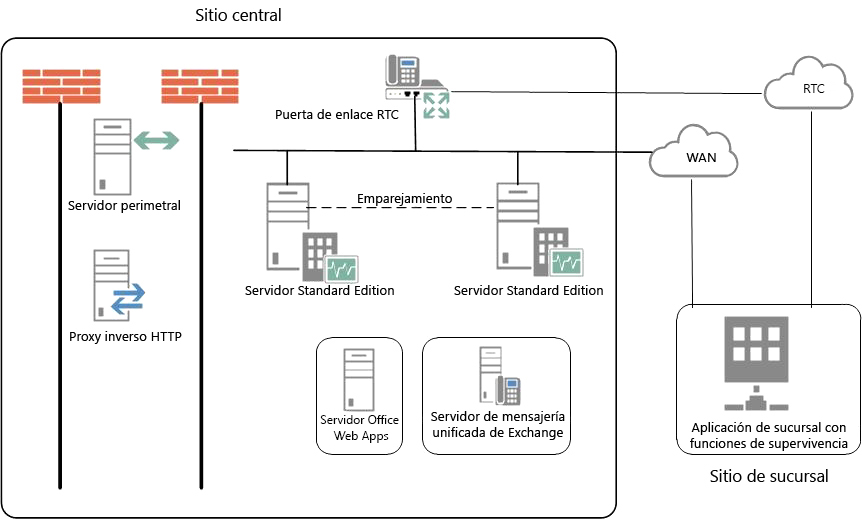 Sitio central
Puerta de enlace RTC
RTC
WAN
Servidor perimetral
Emparejamiento
Servidor Standard Edition
Servidor Standard Edition
Proxy inverso HTTP
Servidor Office
Web Apps
Servidor de mensajería
unificada de Exchange
Aplicación de sucursal con
funciones de supervivencia
Sitio de sucursal